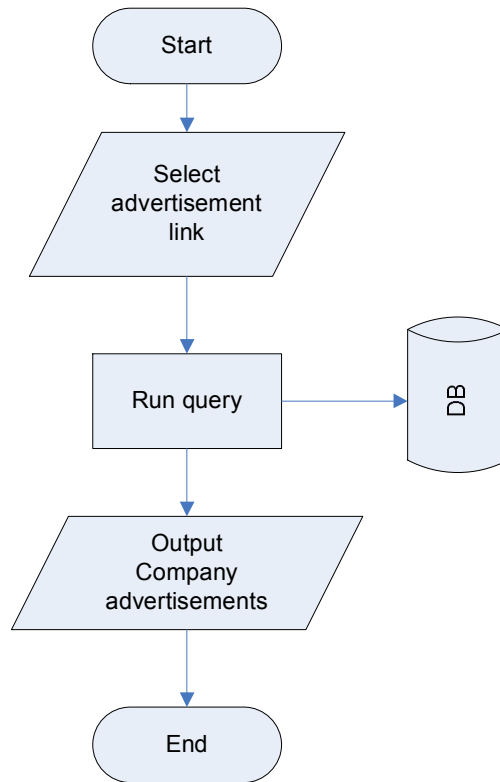 Start
Select
advertisement
link
Run query
DB
Output
Company
advertisements
End